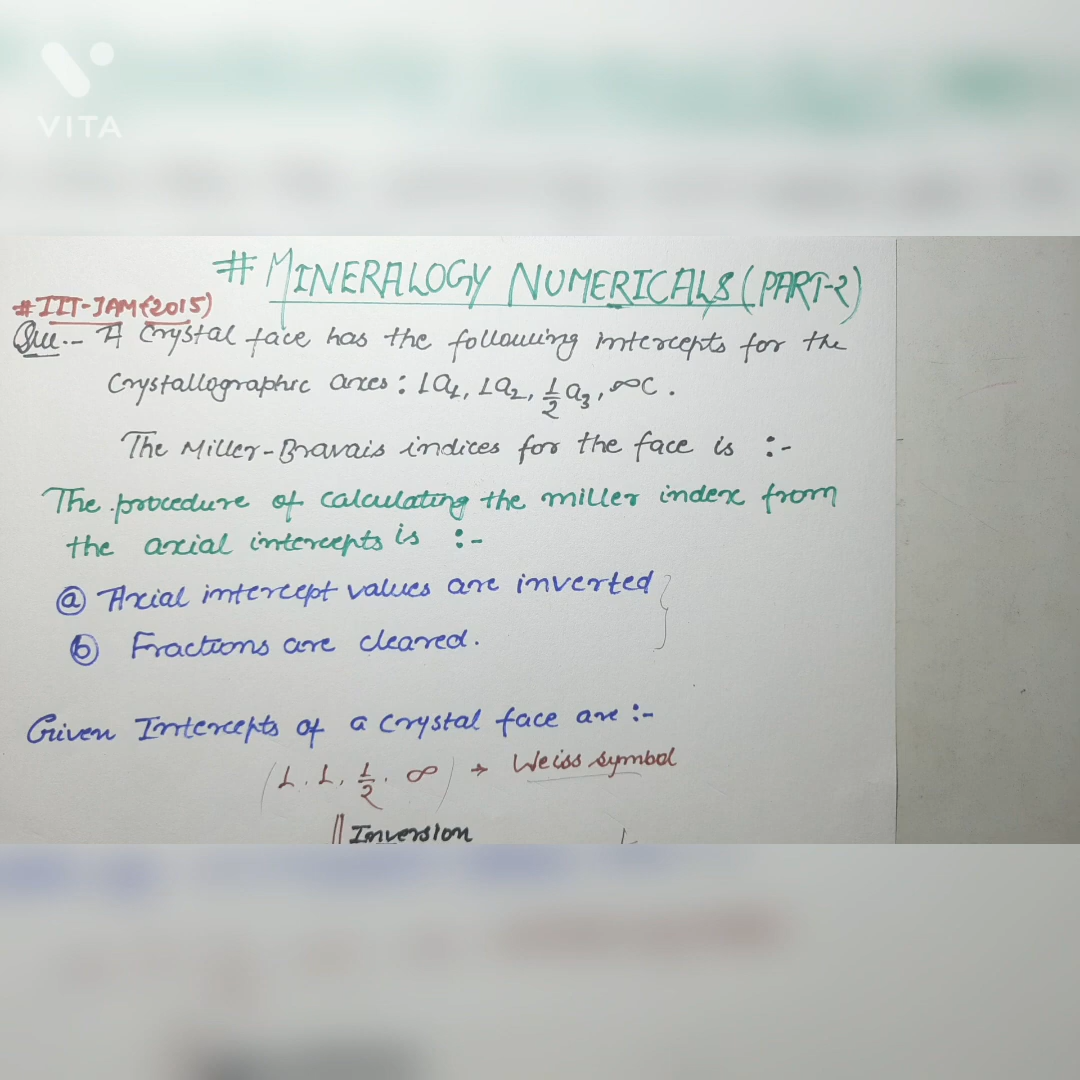 VITA
# MINERALOGY NUMERICALS (PART-2)
# IIT-JAM (2015)
Que.- A Crystal face has the following intercepts for the
Crystallographic axes : 1a₁, 1a₂, 1/2 a₃, ∞C .
The Miller-Bravais indices for the face is :-
The procedure of calculating the miller index from
the axial intercepts is :-
(a) Axial intercept values are inverted
(b) Fractions are cleared.
Given Intercepts of a crystal face are :-
(1. 1. 1/2. ∞) → Weiss symbol
|| Inversion